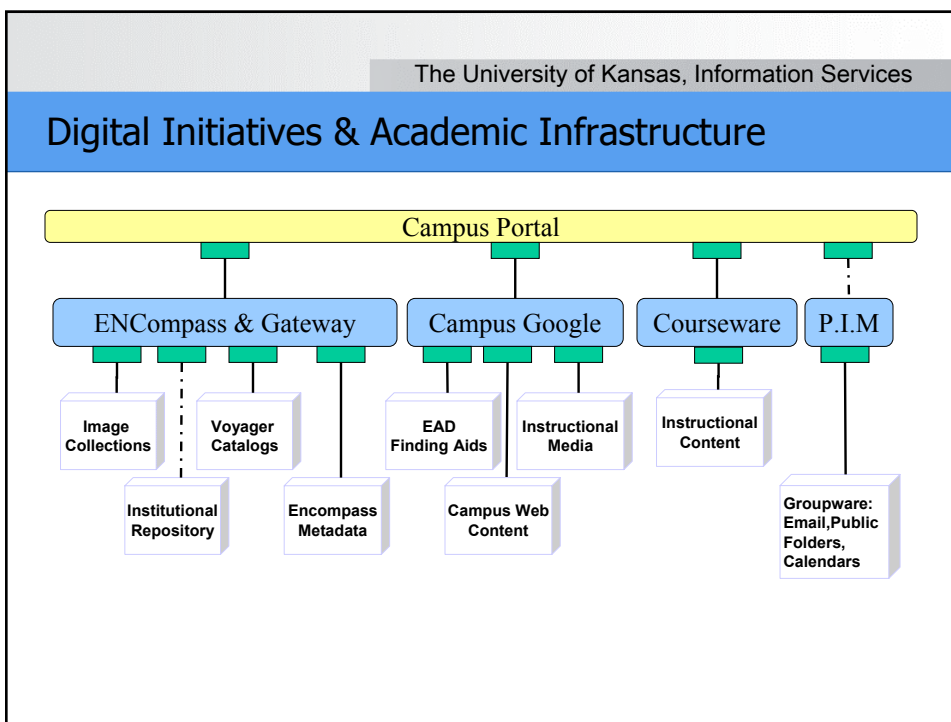 The University of Kansas, Information Services
Digital Initiatives & Academic Infrastructure
Campus Portal
ENCompass & Gateway
Campus Google
Courseware
P.I.M
Image
Collections
Voyager
Catalogs
EAD
Finding Aids
Instructional
Media
Instructional
Content
Institutional
Repository
Encompass
Metadata
Campus Web
Content
Groupware:
Email,Public
Folders,
Calendars